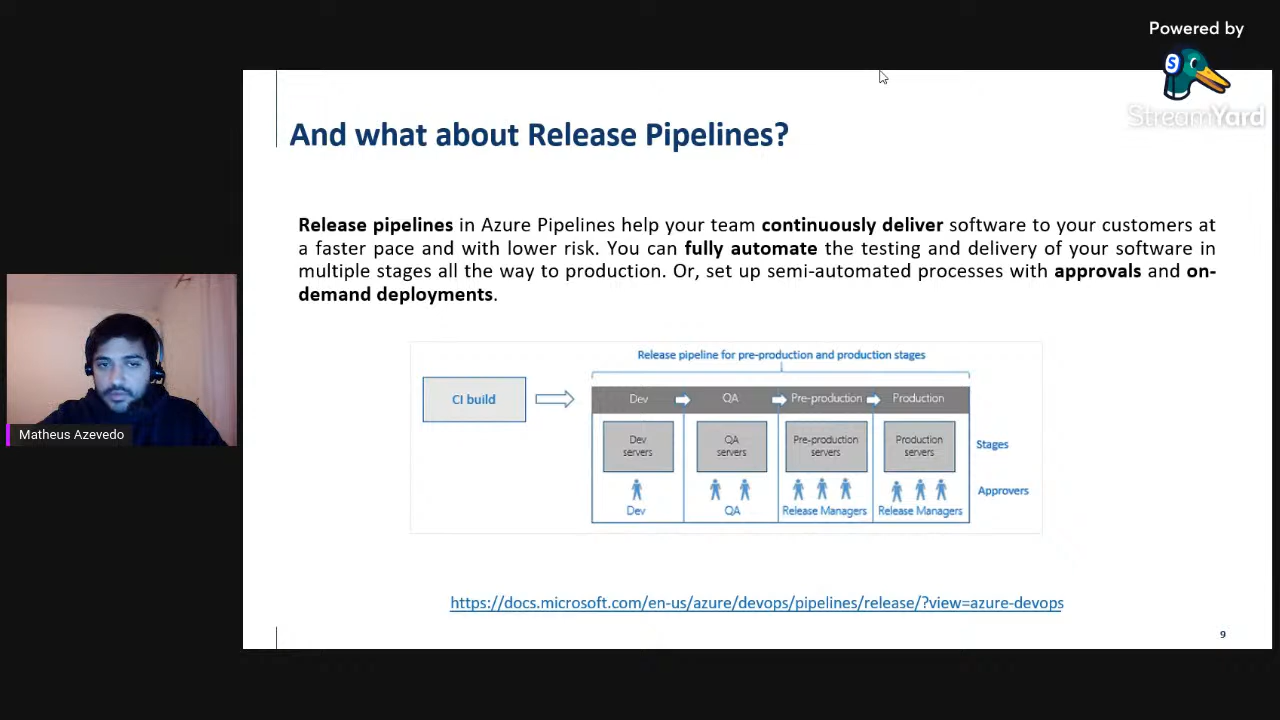 Powered by
StreamYard
And what about Release Pipelines?
Release pipelines in Azure Pipelines help your team continuously deliver software to your customers at
a faster pace and with lower risk. You can fully automate the testing and delivery of your software in
multiple stages all the way to production. Or, set up semi-automated processes with approvals and on-
demand deployments.
Release pipeline for pre-production and production stages
CI build
Dev QA Pre-production Production
Dev servers QA servers Pre-production servers Production servers
Stages
Approvers
Dev QA Release Managers Release Managers
Matheus Azevedo
https://docs.microsoft.com/en-us/azure/devops/pipelines/release/?view=azure-devops
9